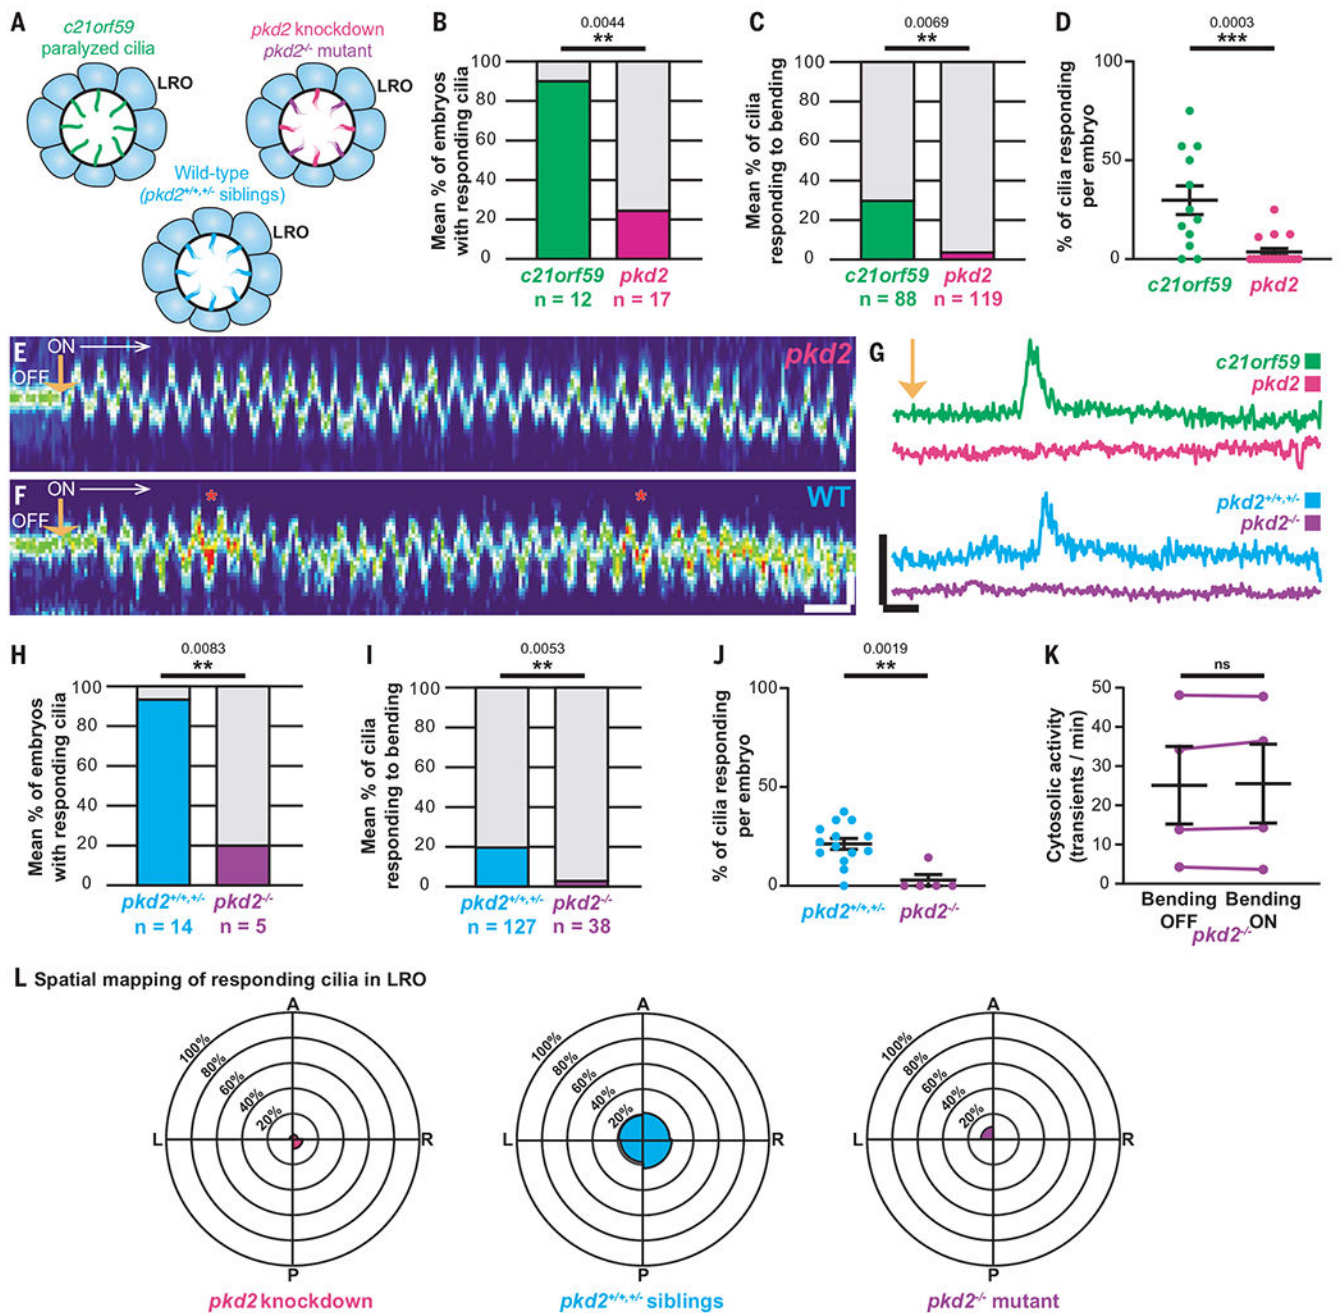 A
c21orf59
paralyzed cilia
LRO
pkd2 knockdown
pkd2-/- mutant
LRO
Wild-type
(pkd2+/+,+/- siblings)
LRO
B
0.0044
**
Mean % of embryos
with responding cilia
100
80
60
40
20
0
c21orf59
n = 12
pkd2
n = 17
C
0.0069
**
Mean % of cilia
responding to bending
100
80
60
40
20
0
c21orf59
n = 88
pkd2
n = 119
D
0.0003
***
% of cilia responding
per embryo
100
50
0
c21orf59
pkd2
E
ON
OFF
pkd2
F
ON
OFF
*
*
WT
G
c21orf59
pkd2
pkd2+/+,+/-
pkd2-/-
H
0.0083
**
Mean % of embryos
with responding cilia
100
80
60
40
20
0
pkd2+/+,+/-
n = 14
pkd2-/-
n = 5
I
0.0053
**
Mean % of cilia
responding to bending
100
80
60
40
20
0
pkd2+/+,+/-
n = 127
pkd2-/-
n = 38
J
0.0019
**
% of cilia responding
per embryo
100
50
0
pkd2+/+,+/-
pkd2-/-
K
ns
Cytosolic activity
(transients / min)
50
40
30
20
10
0
Bending
OFF
Bending
ON
pkd2-/-
L Spatial mapping of responding cilia in LRO
A
100%
80%
60%
40%
20%
L
R
P
pkd2 knockdown
A
100%
80%
60%
40%
20%
L
R
P
pkd2+/+,+/- siblings
A
100%
80%
60%
40%
20%
L
R
P
pkd2-/- mutant